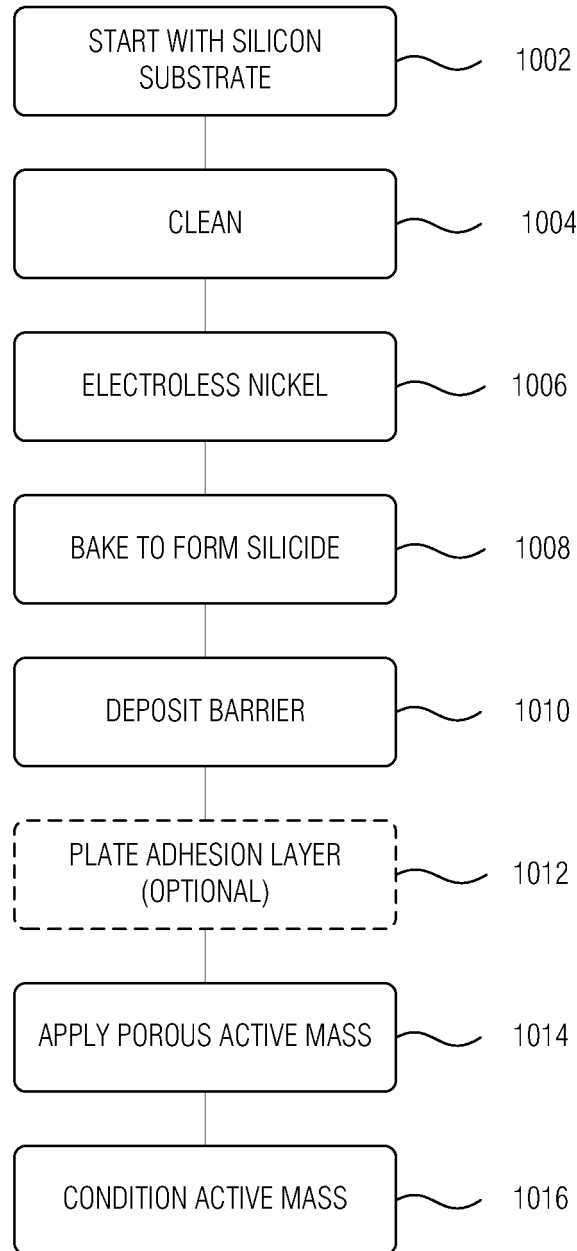 START WITH SILICON
SUBSTRATE
1002
CLEAN
1004
ELECTROLESS NICKEL
1006
BAKE TO FORM SILICIDE
1008
DEPOSIT BARRIER
1010
PLATE ADHESION LAYER
(OPTIONAL)
1012
APPLY POROUS ACTIVE MASS
1014
CONDITION ACTIVE MASS
1016